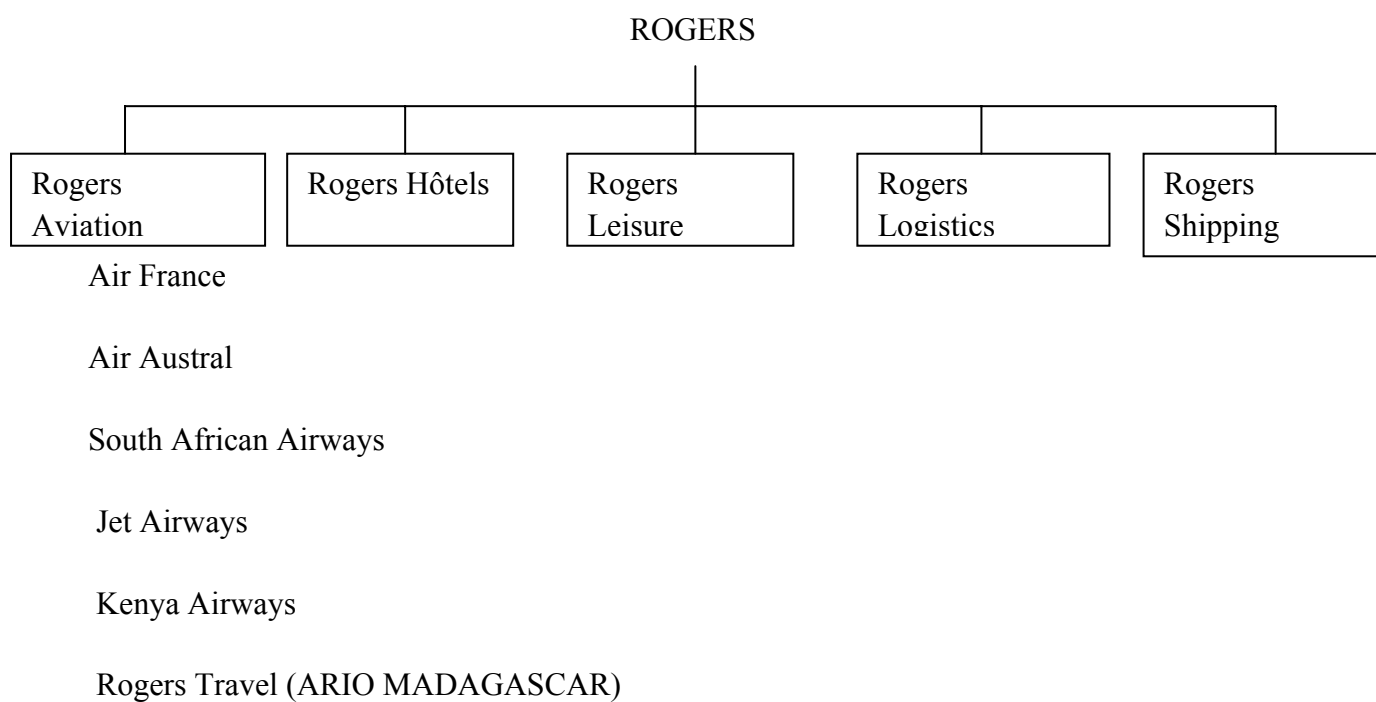 ROGERS
Rogers
Aviation
Rogers Hôtels
Rogers
Leisure
Rogers
Logistics
Rogers
Shipping
Air France
Air Austral
South African Airways
Jet Airways
Kenya Airways
Rogers Travel (ARIO MADAGASCAR)